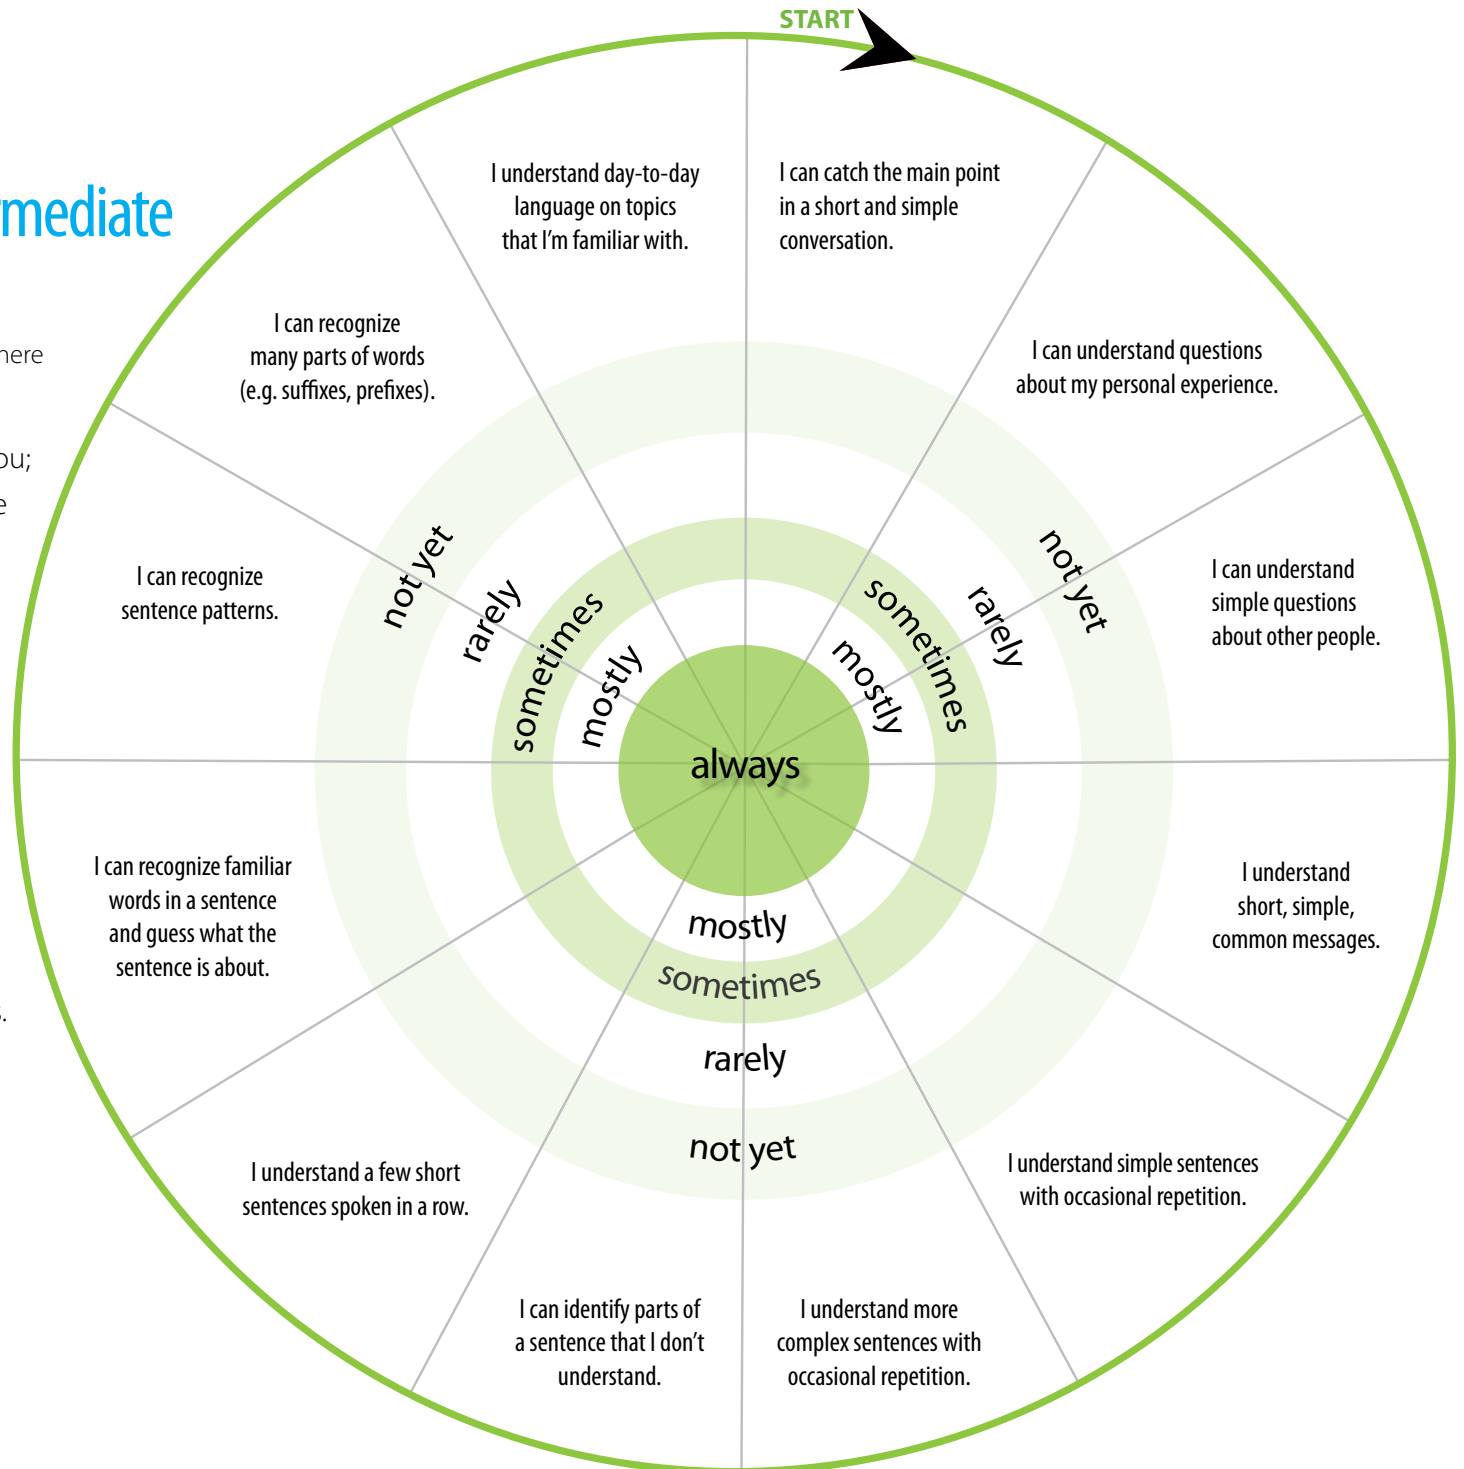 START
rmediate
here
ou;
e
s.
I can catch the main point
in a short and simple
conversation.
I can understand questions
about my personal experience.
I can understand
simple questions
about other people.
I understand
short, simple,
common messages.
I understand simple sentences
with occasional repetition.
I understand more
complex sentences with
occasional repetition.
I can identify parts of
a sentence that I don’t
understand.
I understand a few short
sentences spoken in a row.
I can recognize familiar
words in a sentence
and guess what the
sentence is about.
I can recognize
sentence patterns.
I can recognize
many parts of words
(e.g. suffixes, prefixes).
I understand day-to-day
language on topics
that I’m familiar with.
not yet
rarely
sometimes
mostly
always
mostly
sometimes
rarely
not yet
mostly
sometimes
rarely
not yet